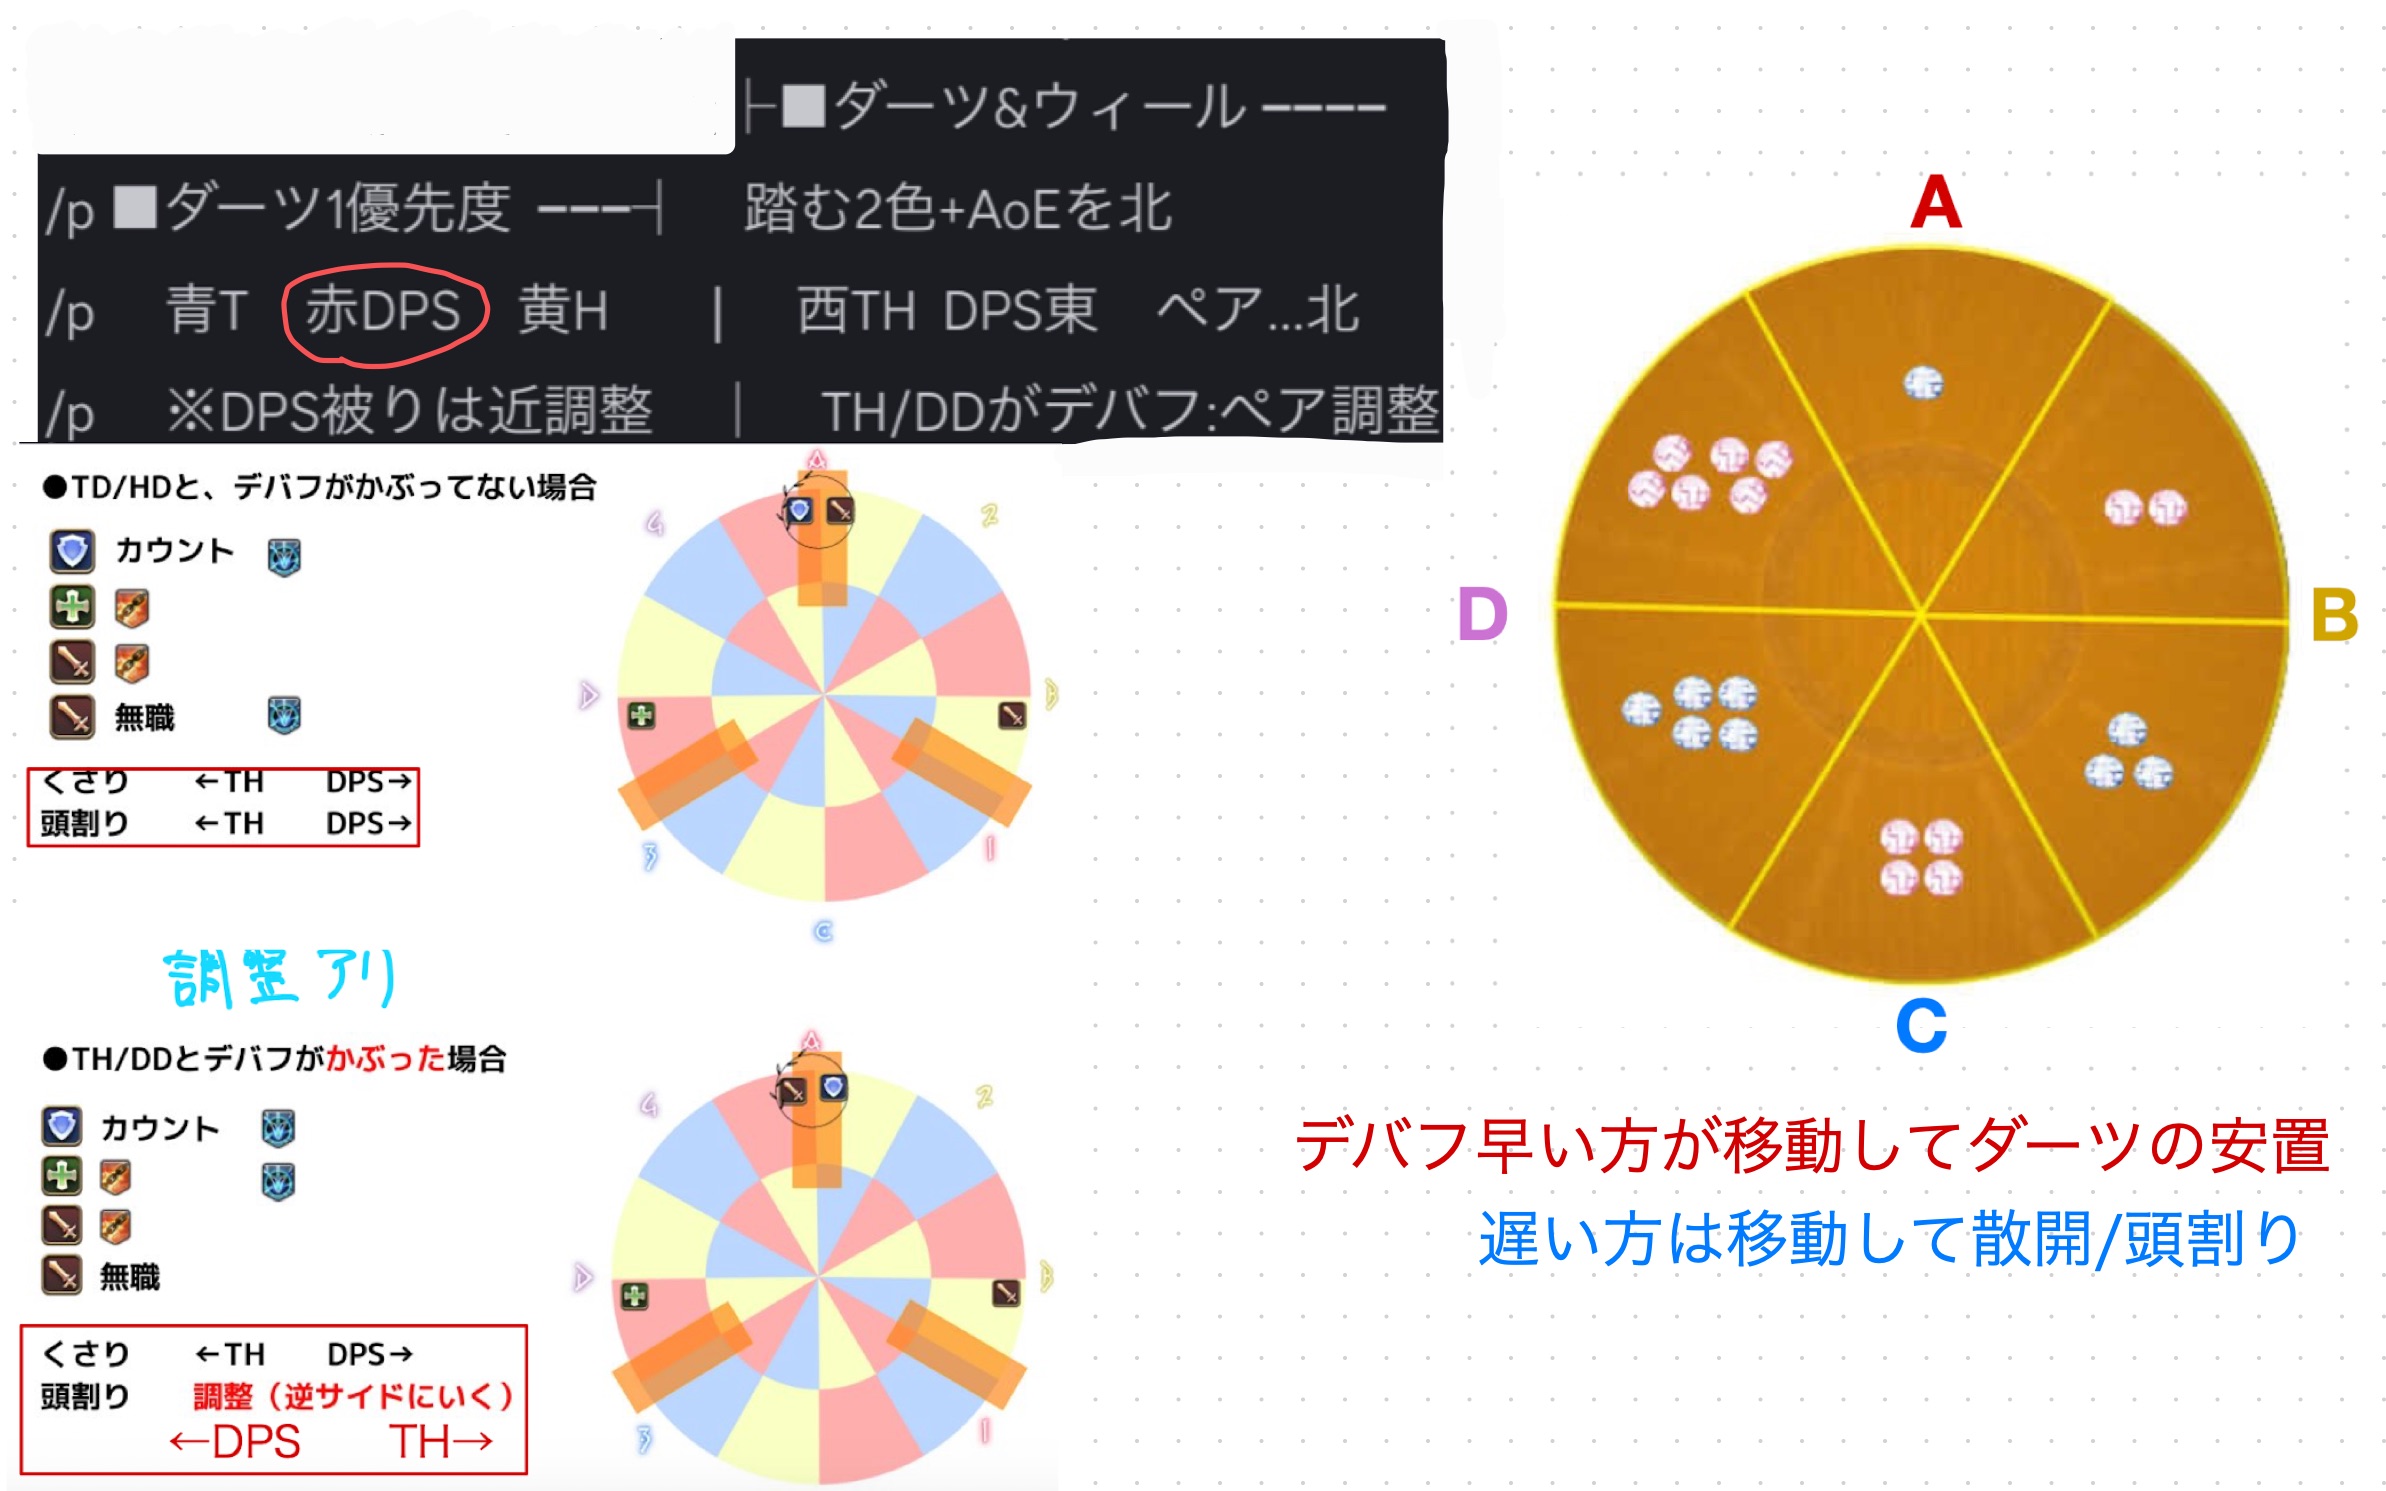 ├■ダーツ&ウィール ━━━━
/p ■ダーツ1優先度 ━━━┤ 踏む2色+AoEを北
/p 青T 赤DPS 黄H | 西TH DPS東 ペア…北
/p ※DPS被りは近調整 │ TH/DDがデバフ:ペア調整
●TD/HDと、デバフがかぶってない場合
カウント
無職
くさり ←TH DPS→
頭割り ←TH DPS→
A
2
B
1
C
3
D
4
調整アリ
●TH/DDとデバフがかぶった場合
カウント
無職
くさり ←TH DPS→
頭割り 調整（逆サイドにいく）
←DPS TH→
A
2
B
1
3
D
4
A
D
B
C
デバフ早い方が移動してダーツの安置
遅い方は移動して散開/頭割り